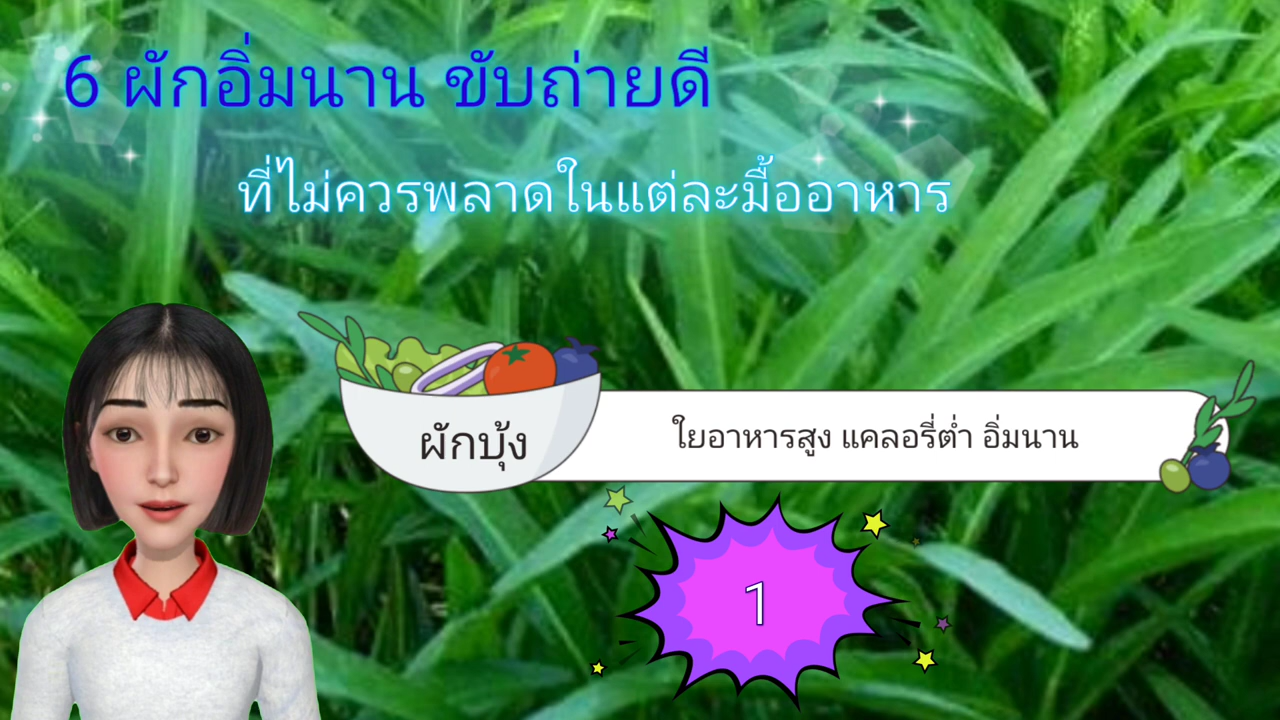 6 ผักอิ่มนาน ขับถ่ายดี
ที่ไม่ควรพลาดในแต่ละมื้ออาหาร
ผักบุ้ง
ใยอาหารสูง แคลอรี่ต่ำ อิ่มนาน
1